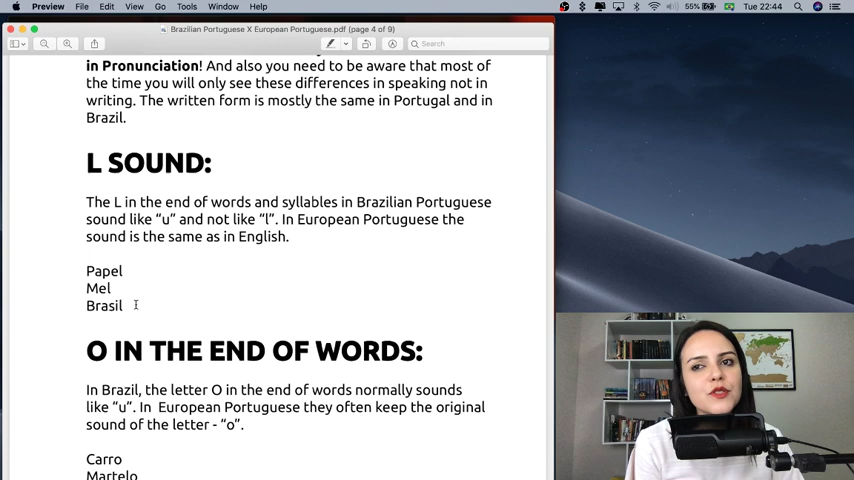 Preview File Edit View Go Tools Window Help 55% Tue 22:44
Brazilian Portuguese X European Portuguese.pdf (page 4 of 9)
Search
in Pronunciation! And also you need to be aware that most of
the time you will only see these differences in speaking not in
writing. The written form is mostly the same in Portugal and in
Brazil.
L SOUND:
The L in the end of words and syllables in Brazilian Portuguese
sound like “u” and not like “l”. In European Portuguese the
sound is the same as in English.
Papel
Mel
Brasil
O IN THE END OF WORDS:
In Brazil, the letter O in the end of words normally sounds
like “u”. In European Portuguese they often keep the original
sound of the letter - “o”.
Carro
Martelo